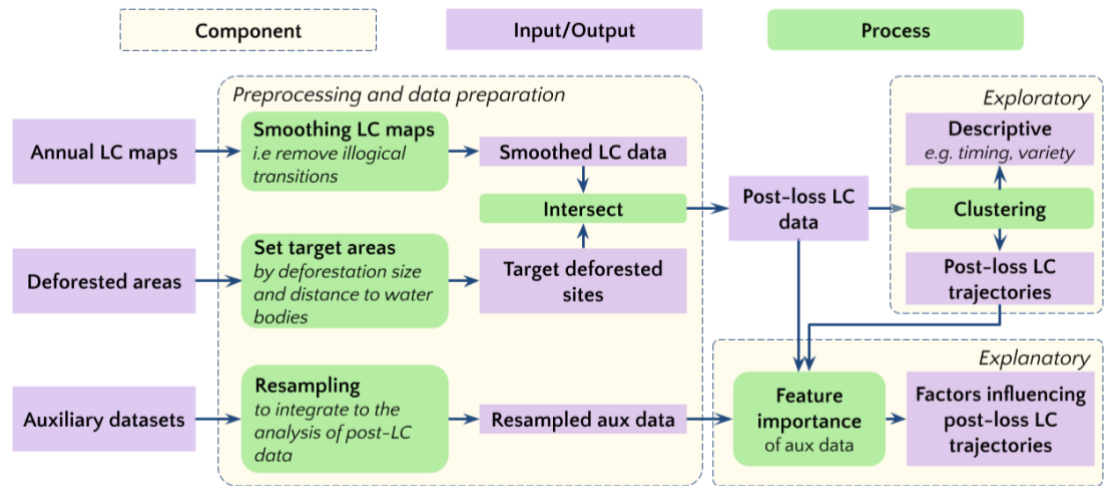 Component
Input/Output
Process
Preprocessing and data preparation
Exploratory
Annual LC maps
Smoothing LC maps
i.e remove illogical
transitions
Smoothed LC data
Descriptive
e.g. timing, variety
Intersect
Post-loss LC
data
Clustering
Deforested areas
Set target areas
by deforestation size
and distance to water
bodies
Target deforested
sites
Post-loss LC
trajectories
Explanatory
Auxiliary datasets
Resampling
to integrate to the
analysis of post-LC
data
Resampled aux data
Feature
importance
of aux data
Factors influencing
post-loss LC
trajectories